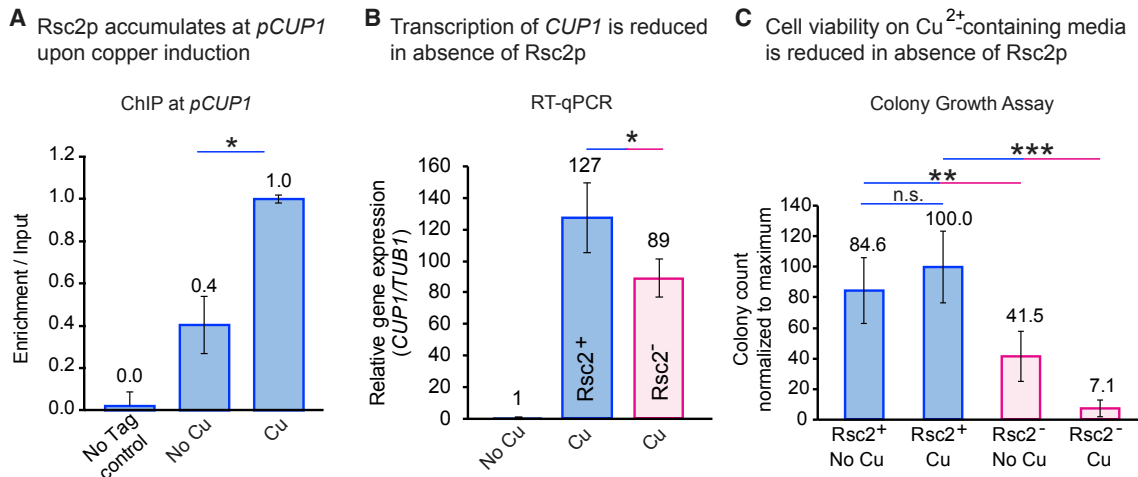 A Rsc2p accumulates at pCUP1
upon copper induction
ChIP at pCUP1
*
Enrichment / Input
1.2
1.0
0.8
0.6
0.4
0.2
0.0
0.0
0.4
1.0
No Tag
control
No Cu
Cu
B Transcription of CUP1 is reduced
in absence of Rsc2p
RT-qPCR
*
Relative gene expression
(CUP1/TUB1)
160
140
120
100
80
60
40
20
0
1
127
89
Rsc2+
Rsc2-
No Cu
Cu
Cu
C Cell viability on Cu2+-containing media
is reduced in absence of Rsc2p
Colony Growth Assay
***
**
n.s.
Colony count
normalized to maximum
140
120
100
80
60
40
20
0
84.6
100.0
41.5
7.1
Rsc2+
No Cu
Rsc2+
Cu
Rsc2-
No Cu
Rsc2-
Cu